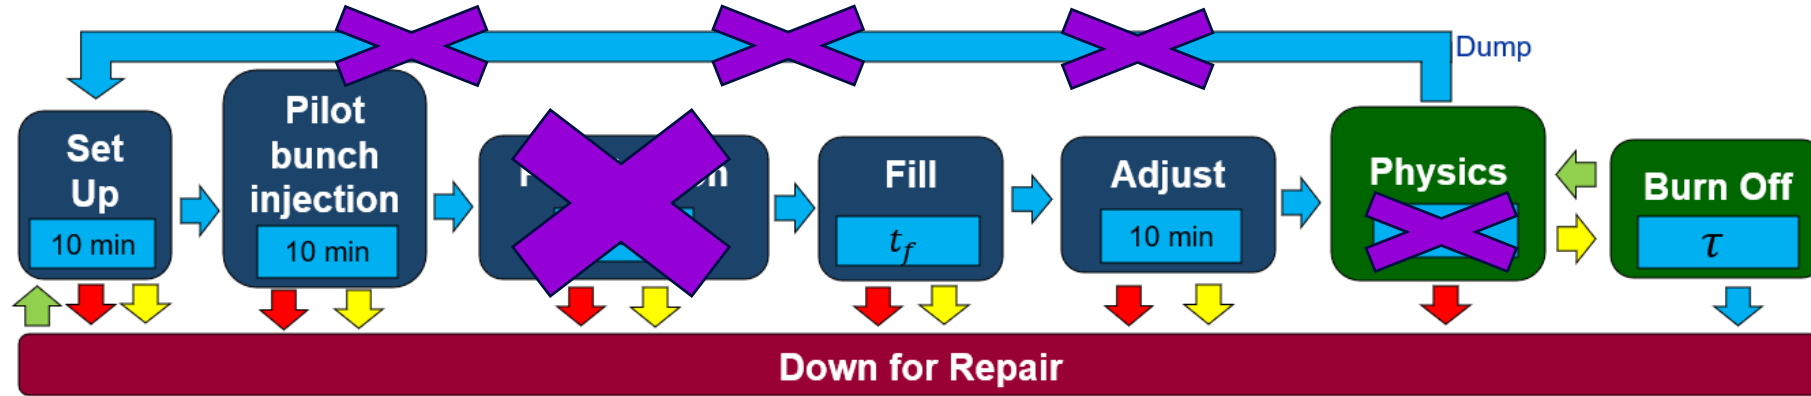 Dump
Set
Up
10 min
Pilot
bunch
injection
10 min
Fill
t_f
Adjust
10 min
Physics
Burn Off
τ
Down for Repair